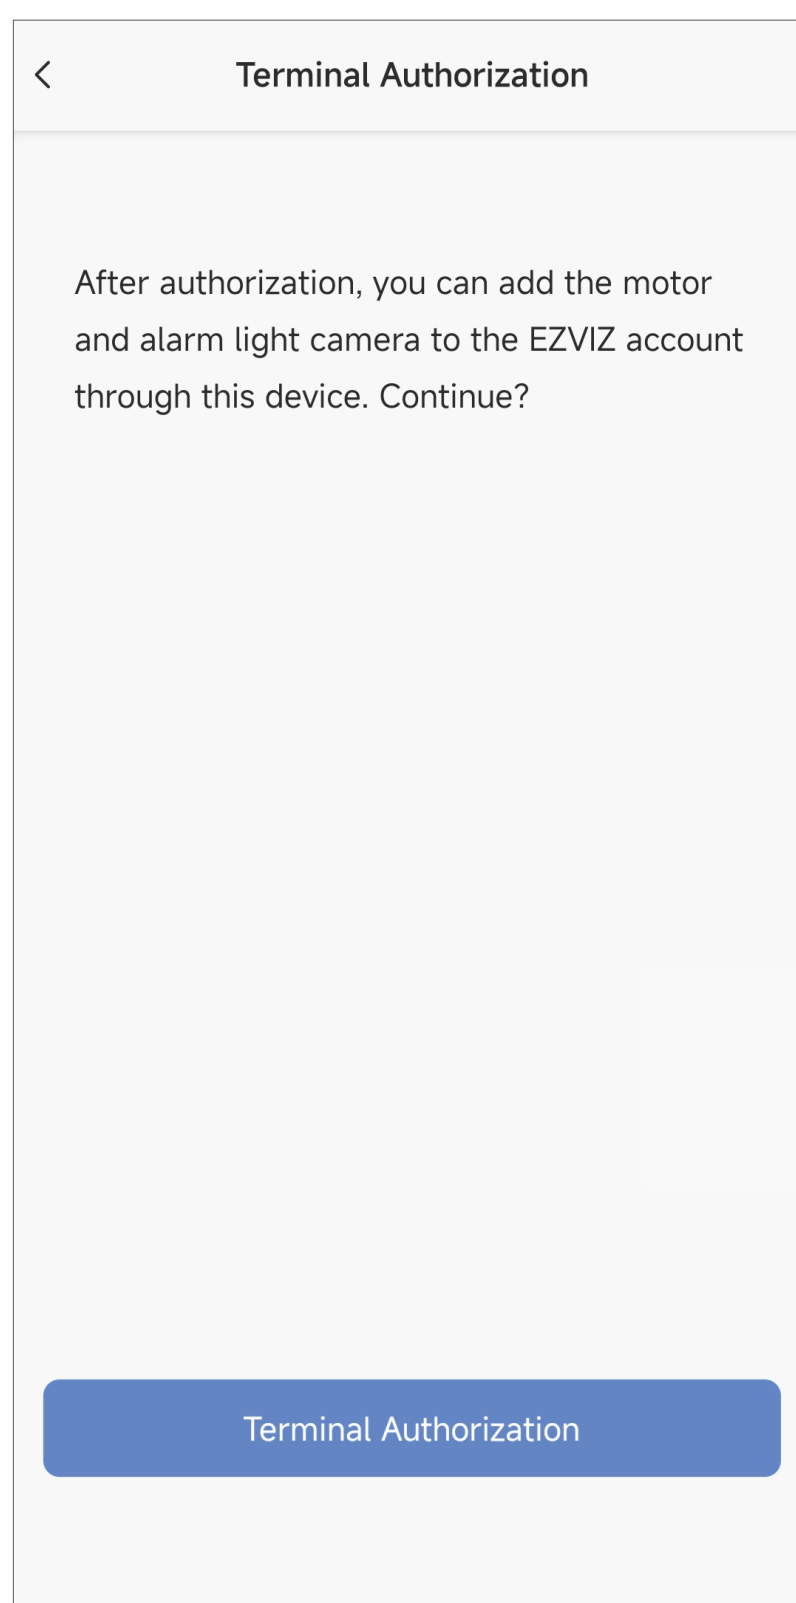 Terminal Authorization
After authorization, you can add the motor
and alarm light camera to the EZVIZ account
through this device. Continue?
Terminal Authorization